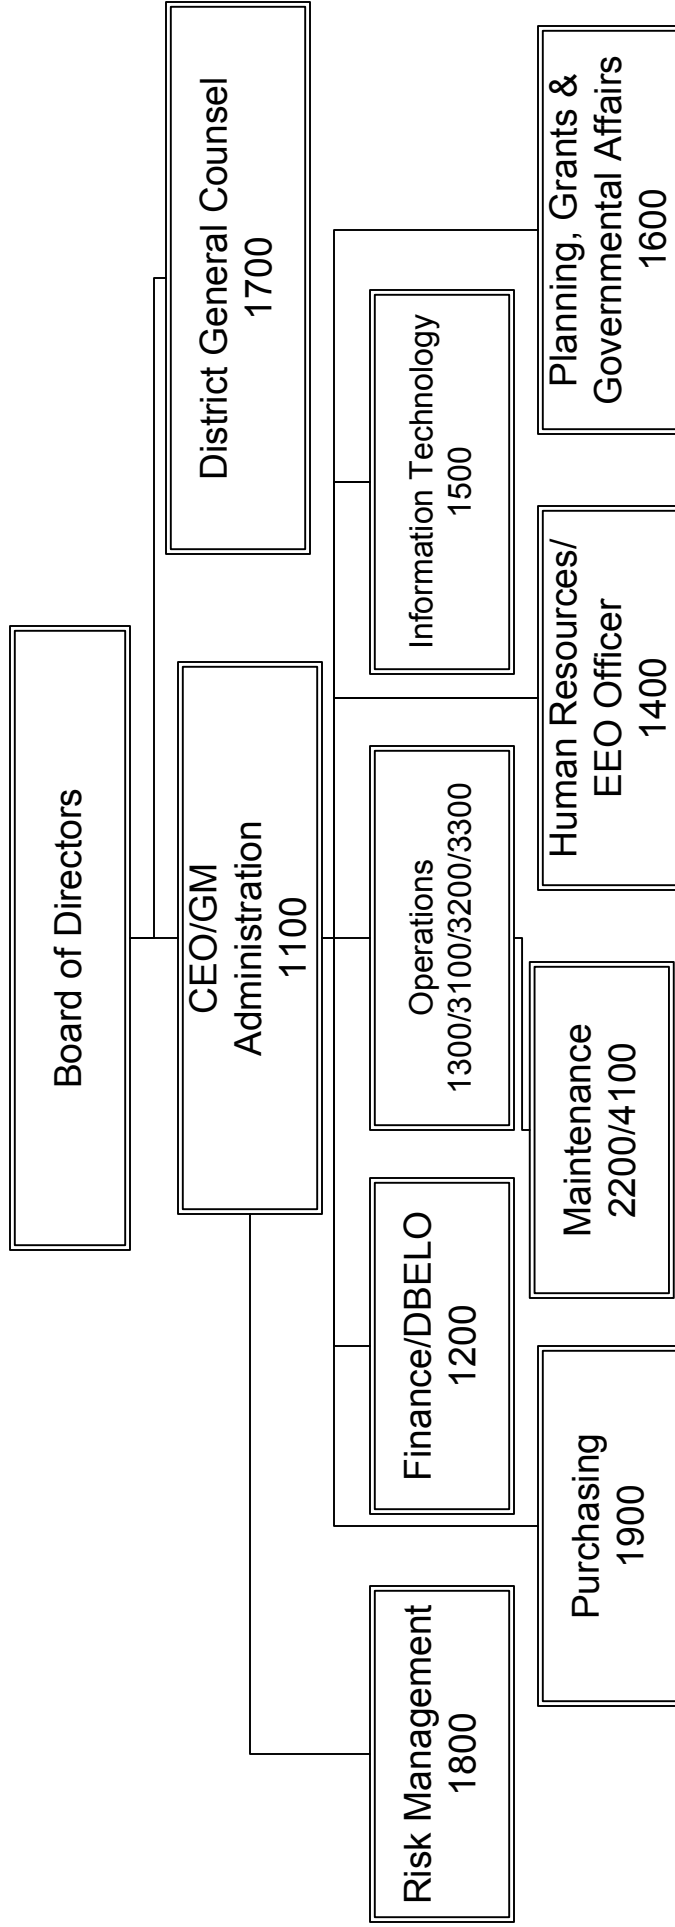 Board of Directors
CEO/GM
Administration
1100
District General Counsel
1700
Risk Management
1800
Finance/DBELO
1200
Operations
1300/3100/3200/3300
Information Technology
1500
Purchasing
1900
Maintenance
2200/4100
Human Resources/
EEO Officer
1400
Planning, Grants &
Governmental Affairs
1600